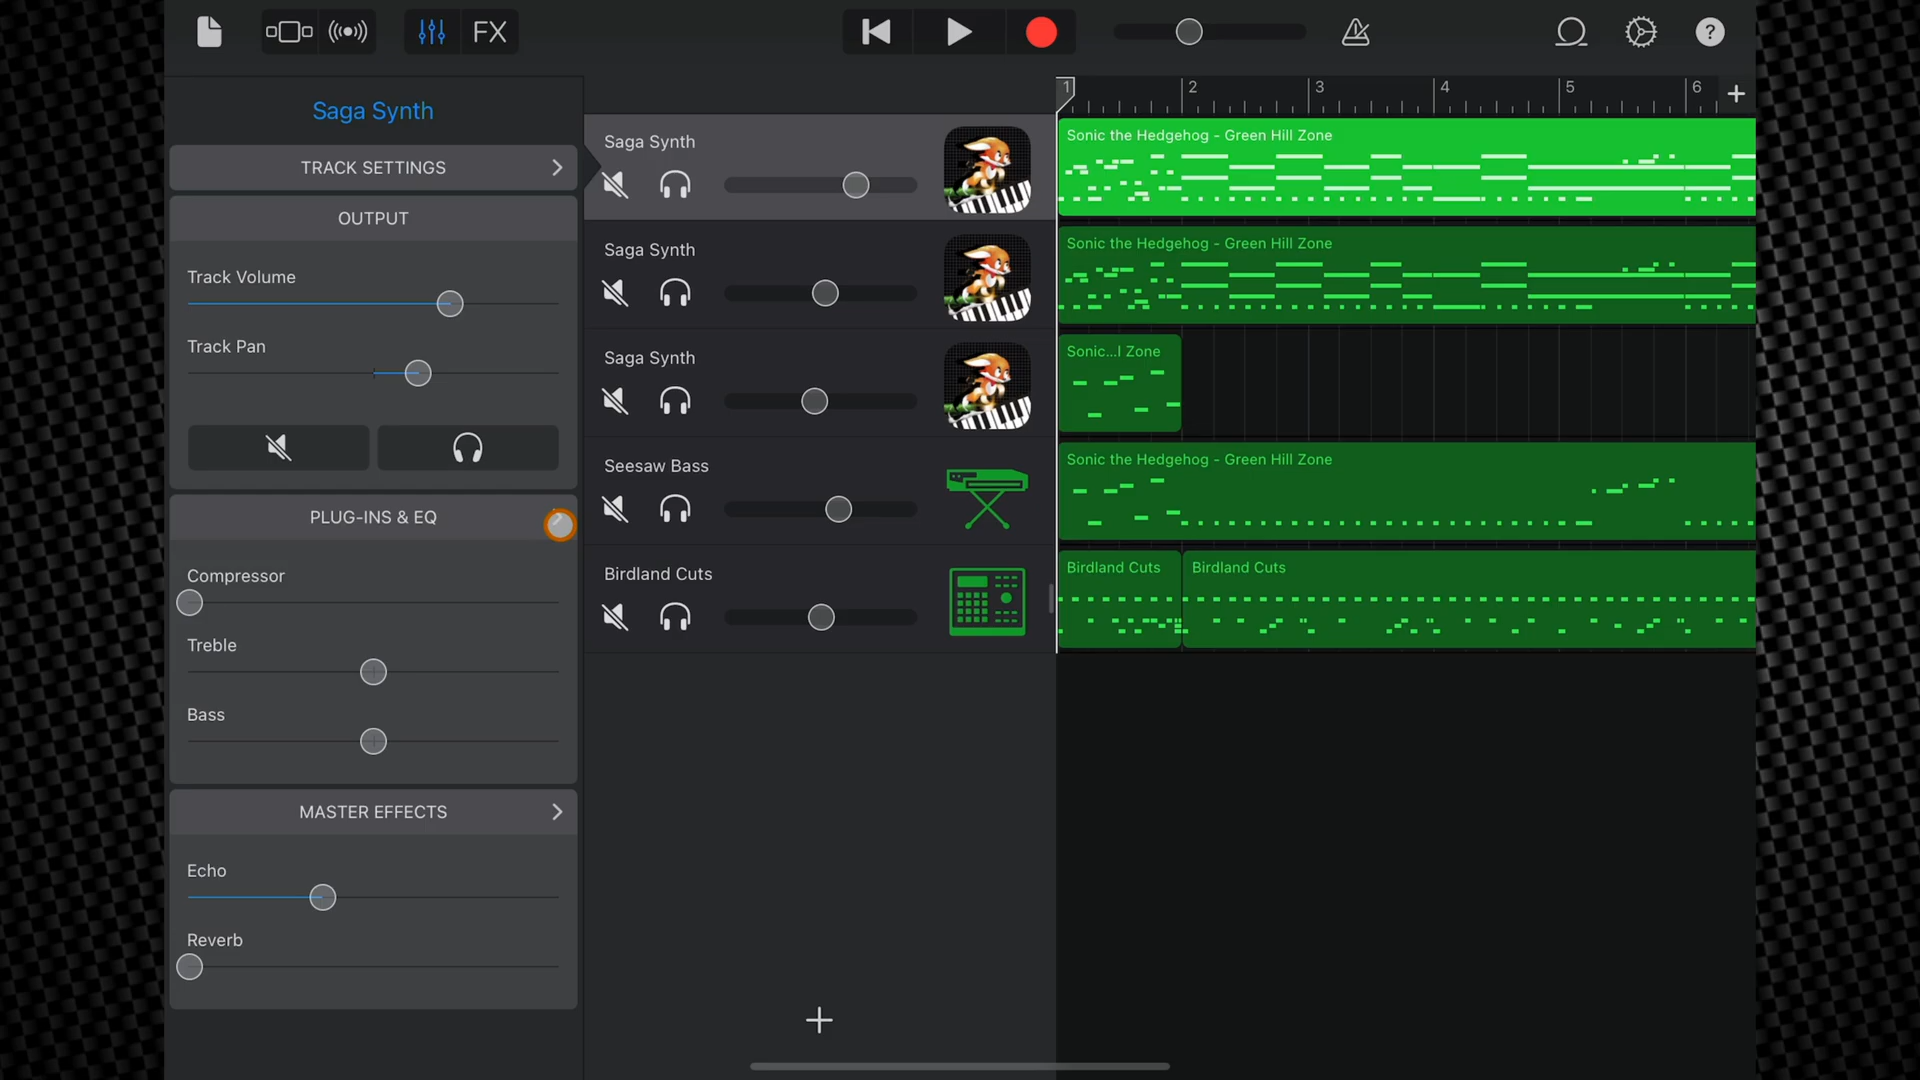 FX
?
Saga Synth
TRACK SETTINGS
OUTPUT
Track Volume
Track Pan
PLUG-INS & EQ
Compressor
Treble
Bass
MASTER EFFECTS
Echo
Reverb
Saga Synth
Saga Synth
Saga Synth
Seesaw Bass
Birdland Cuts
1 2 3 4 5 6 +
Sonic the Hedgehog - Green Hill Zone
Sonic the Hedgehog - Green Hill Zone
Sonic...l Zone
Sonic the Hedgehog - Green Hill Zone
Birdland Cuts Birdland Cuts
+